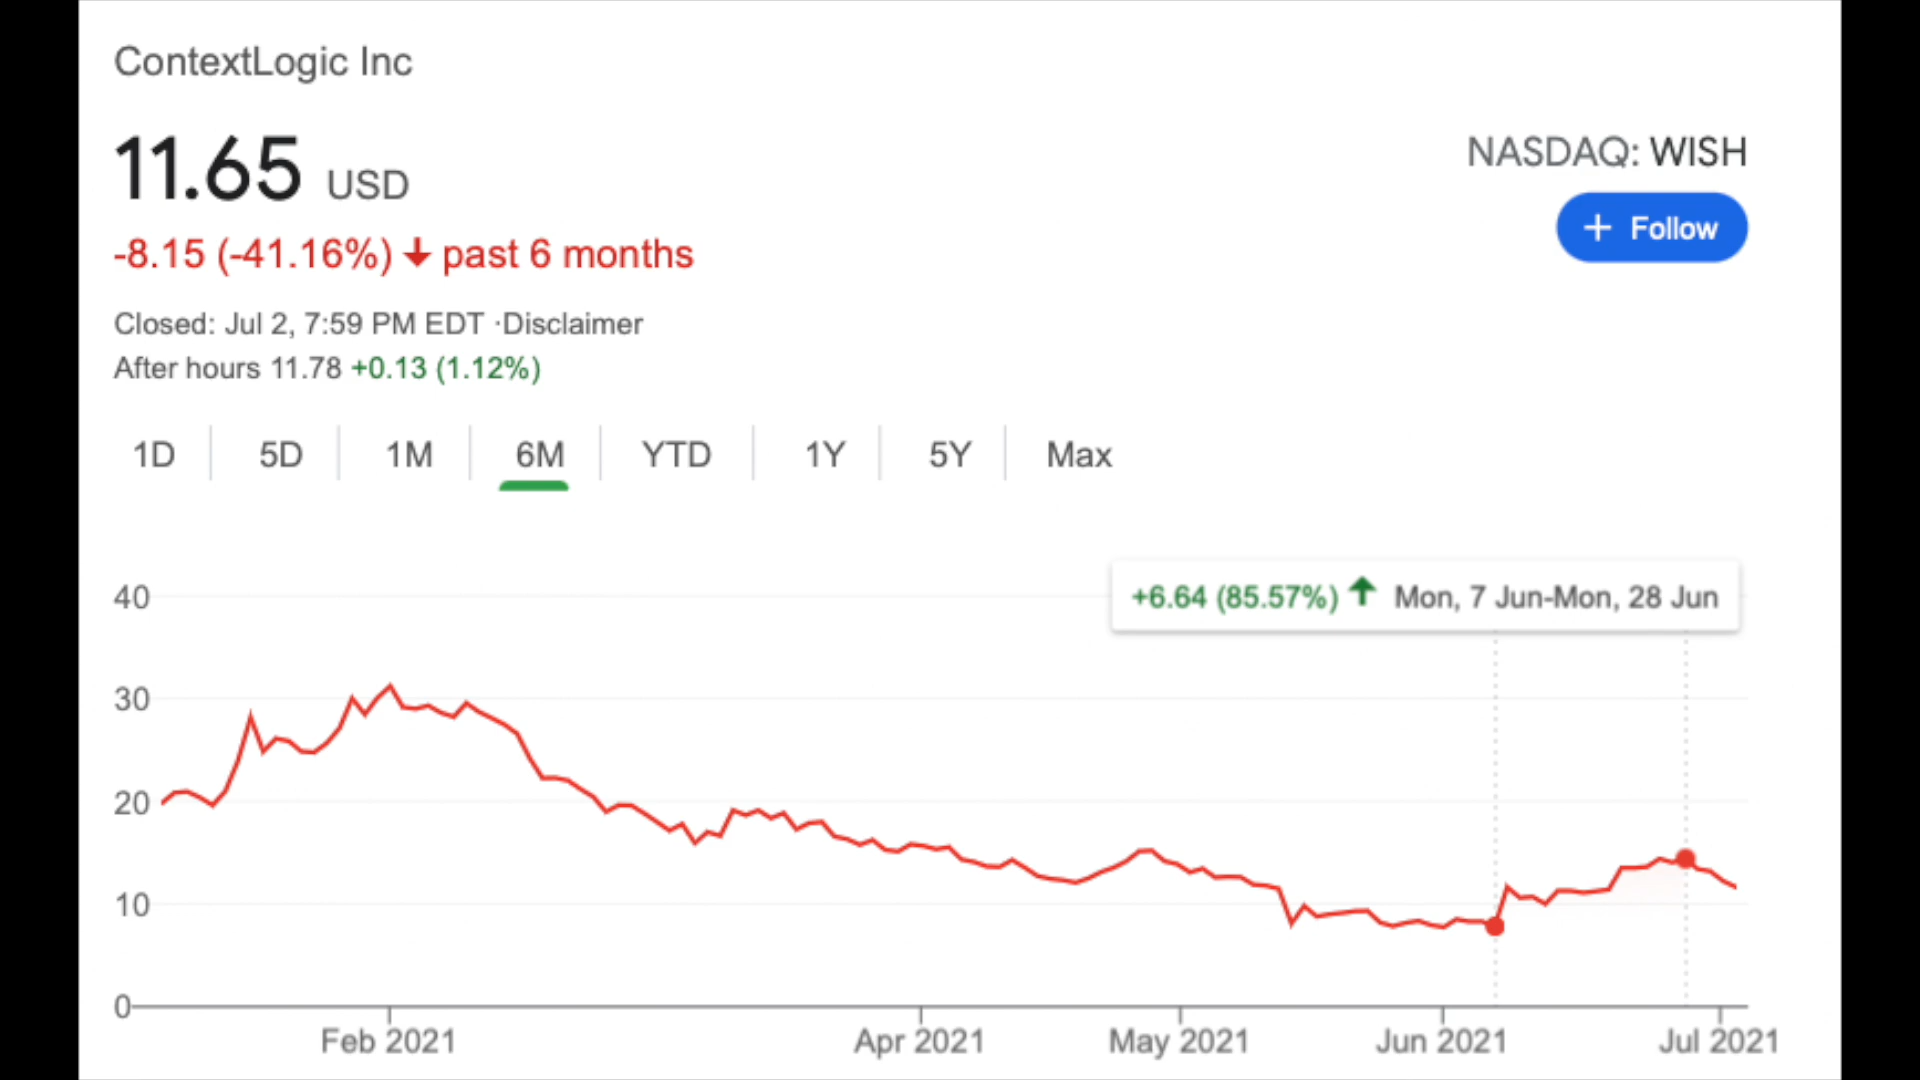 ContextLogic Inc
11.65 USD
NASDAQ: WISH
+ Follow
-8.15 (-41.16%) ↓ past 6 months
Closed: Jul 2, 7:59 PM EDT ·Disclaimer
After hours 11.78 +0.13 (1.12%)
1D 5D 1M 6M YTD 1Y 5Y Max
+6.64 (85.57%) ↑ Mon, 7 Jun-Mon, 28 Jun
40
30
20
10
0
Feb 2021 Apr 2021 May 2021 Jun 2021 Jul 2021